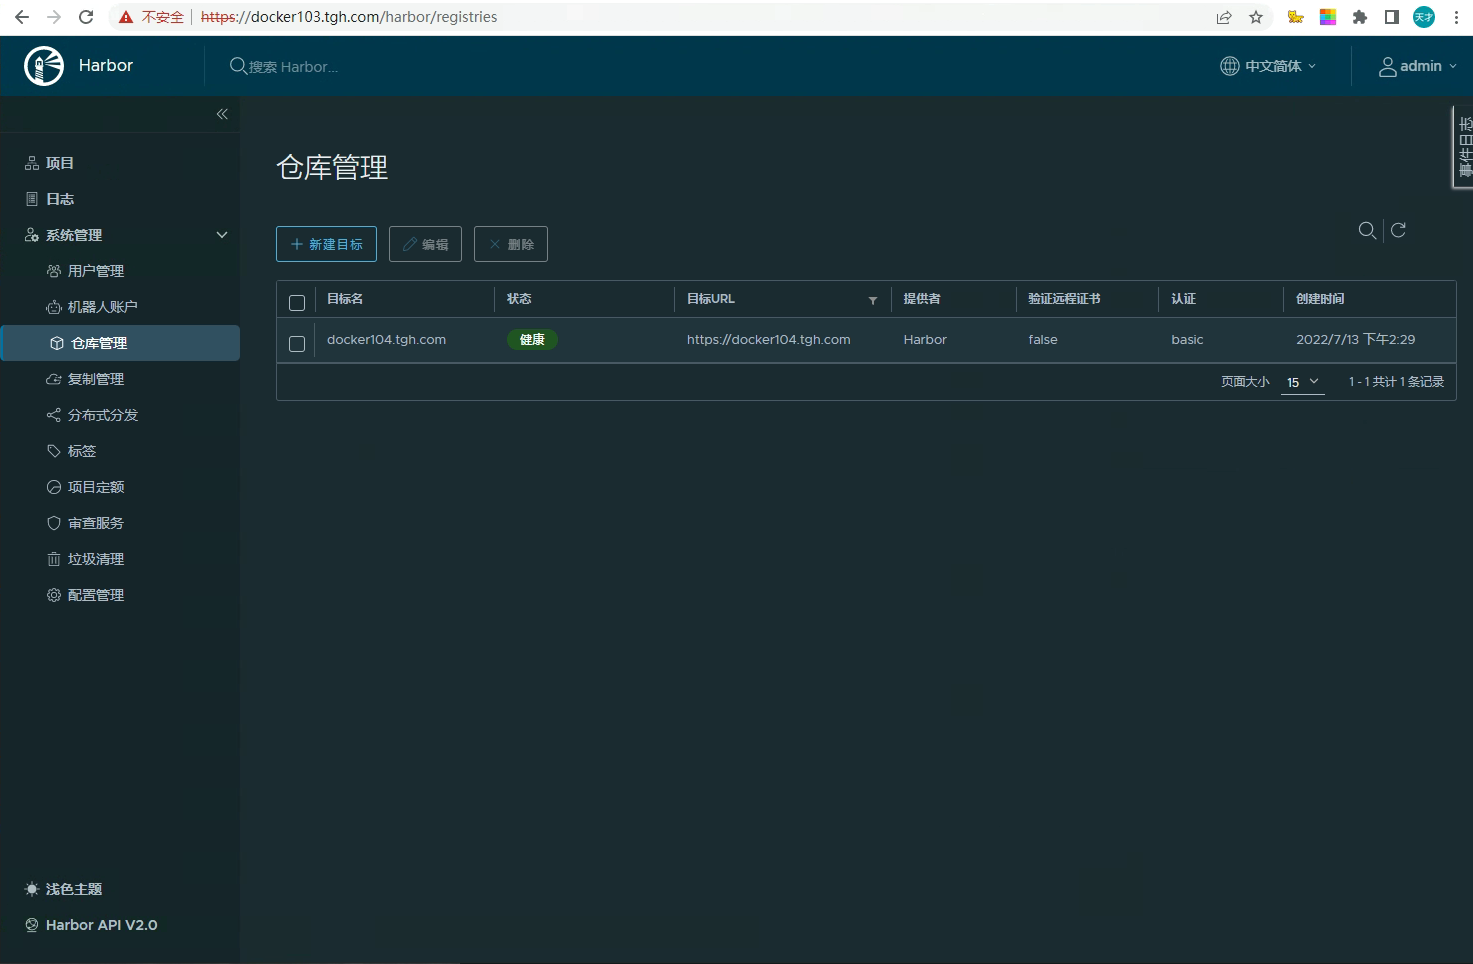 不安全 https://docker103.tgh.com/harbor/registries 天才
Harbor 搜索 Harbor... 中文简体 admin
事件日志
项目
日志
系统管理
用户管理
机器人账户
仓库管理
复制管理
分布式分发
标签
项目定额
审查服务
垃圾清理
配置管理
浅色主题
Harbor API V2.0
仓库管理
新建目标 编辑 删除
目标名 状态 目标URL 提供者 验证远程证书 认证 创建时间
docker104.tgh.com 健康 https://docker104.tgh.com Harbor false basic 2022/7/13 下午2:29
页面大小 15 1 - 1 共计 1 条记录